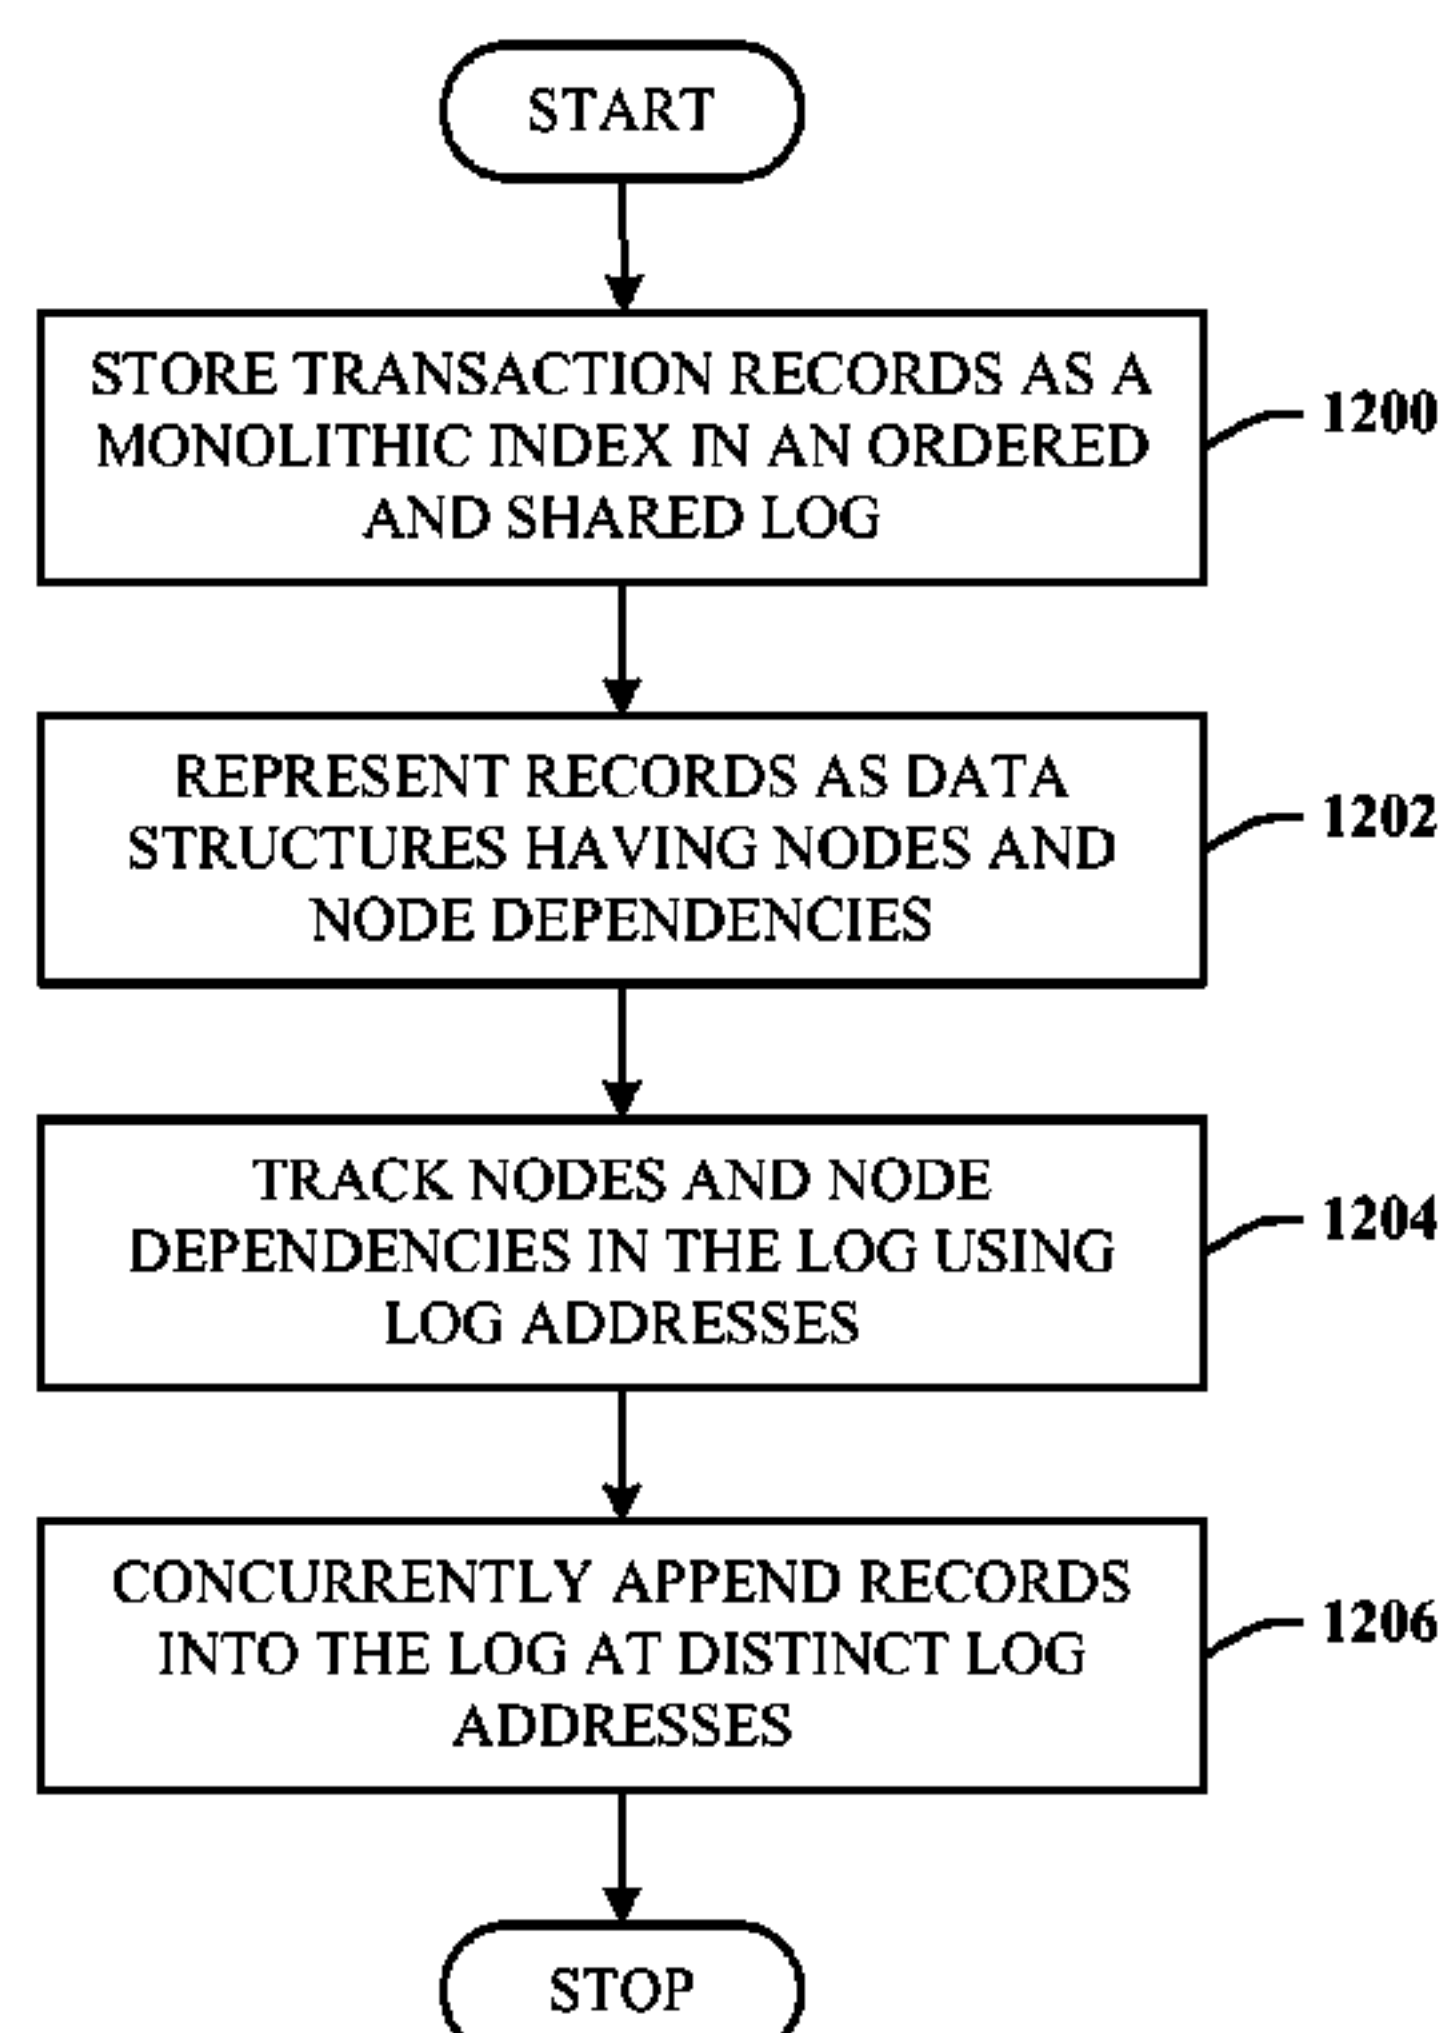 START
STORE TRANSACTION RECORDS AS A
MONOLITHIC INDEX IN AN ORDERED
AND SHARED LOG
1200
REPRESENT RECORDS AS DATA
STRUCTURES HAVING NODES AND
NODE DEPENDENCIES
1202
TRACK NODES AND NODE
DEPENDENCIES IN THE LOG USING
LOG ADDRESSES
1204
CONCURRENTLY APPEND RECORDS
INTO THE LOG AT DISTINCT LOG
ADDRESSES
1206
STOP